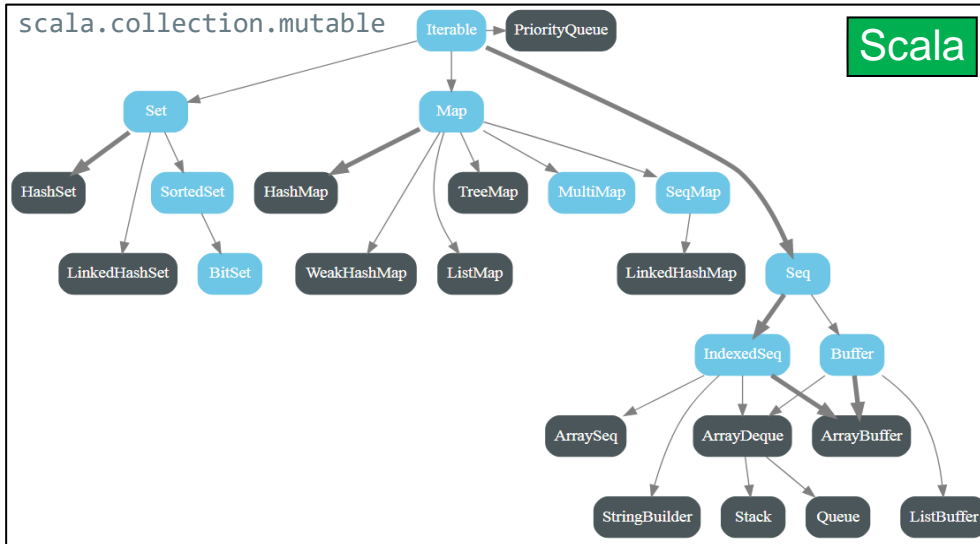 scala.collection.mutable
Iterable
PriorityQueue
Scala
Set
Map
HashSet
SortedSet
HashMap
TreeMap
MultiMap
SeqMap
LinkedHashSet
BitSet
WeakHashMap
ListMap
LinkedHashMap
Seq
IndexedSeq
Buffer
ArraySeq
ArrayDeque
ArrayBuffer
StringBuilder
Stack
Queue
ListBuffer